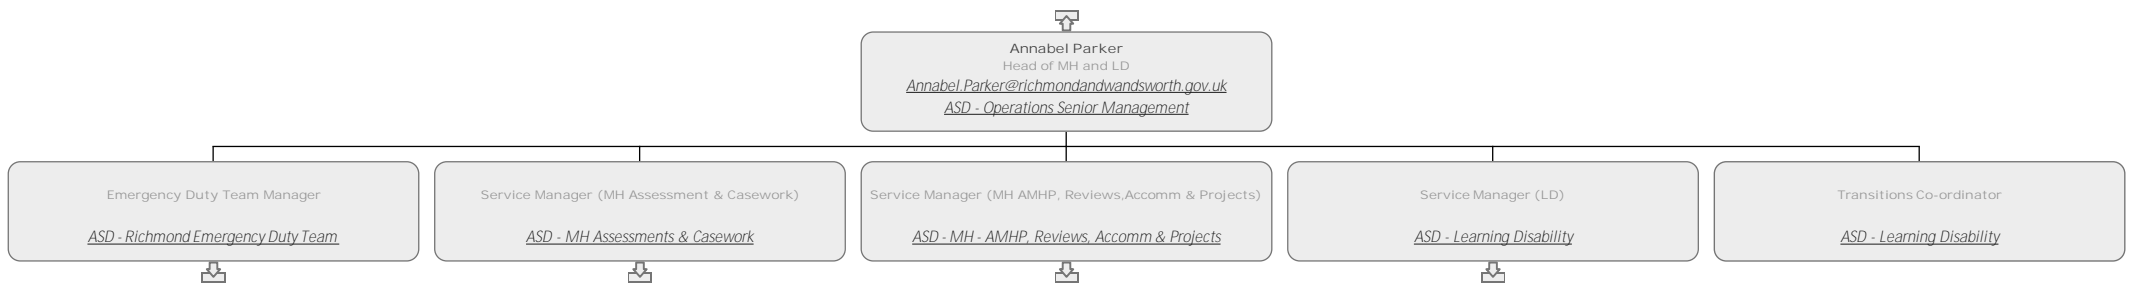 Annabel Parker
Head of MH and LD
Annabel.Parker@richmondandwandsworth.gov.uk
ASD - Operations Senior Management
Emergency Duty Team Manager
ASD - Richmond Emergency Duty Team
Service Manager (MH Assessment & Casework)
ASD - MH Assessments & Casework
Service Manager (MH AMHP, Reviews,Accomm & Projects)
ASD - MH - AMHP, Reviews, Accomm & Projects
Service Manager (LD)
ASD - Learning Disability
Transitions Co-ordinator
ASD - Learning Disability